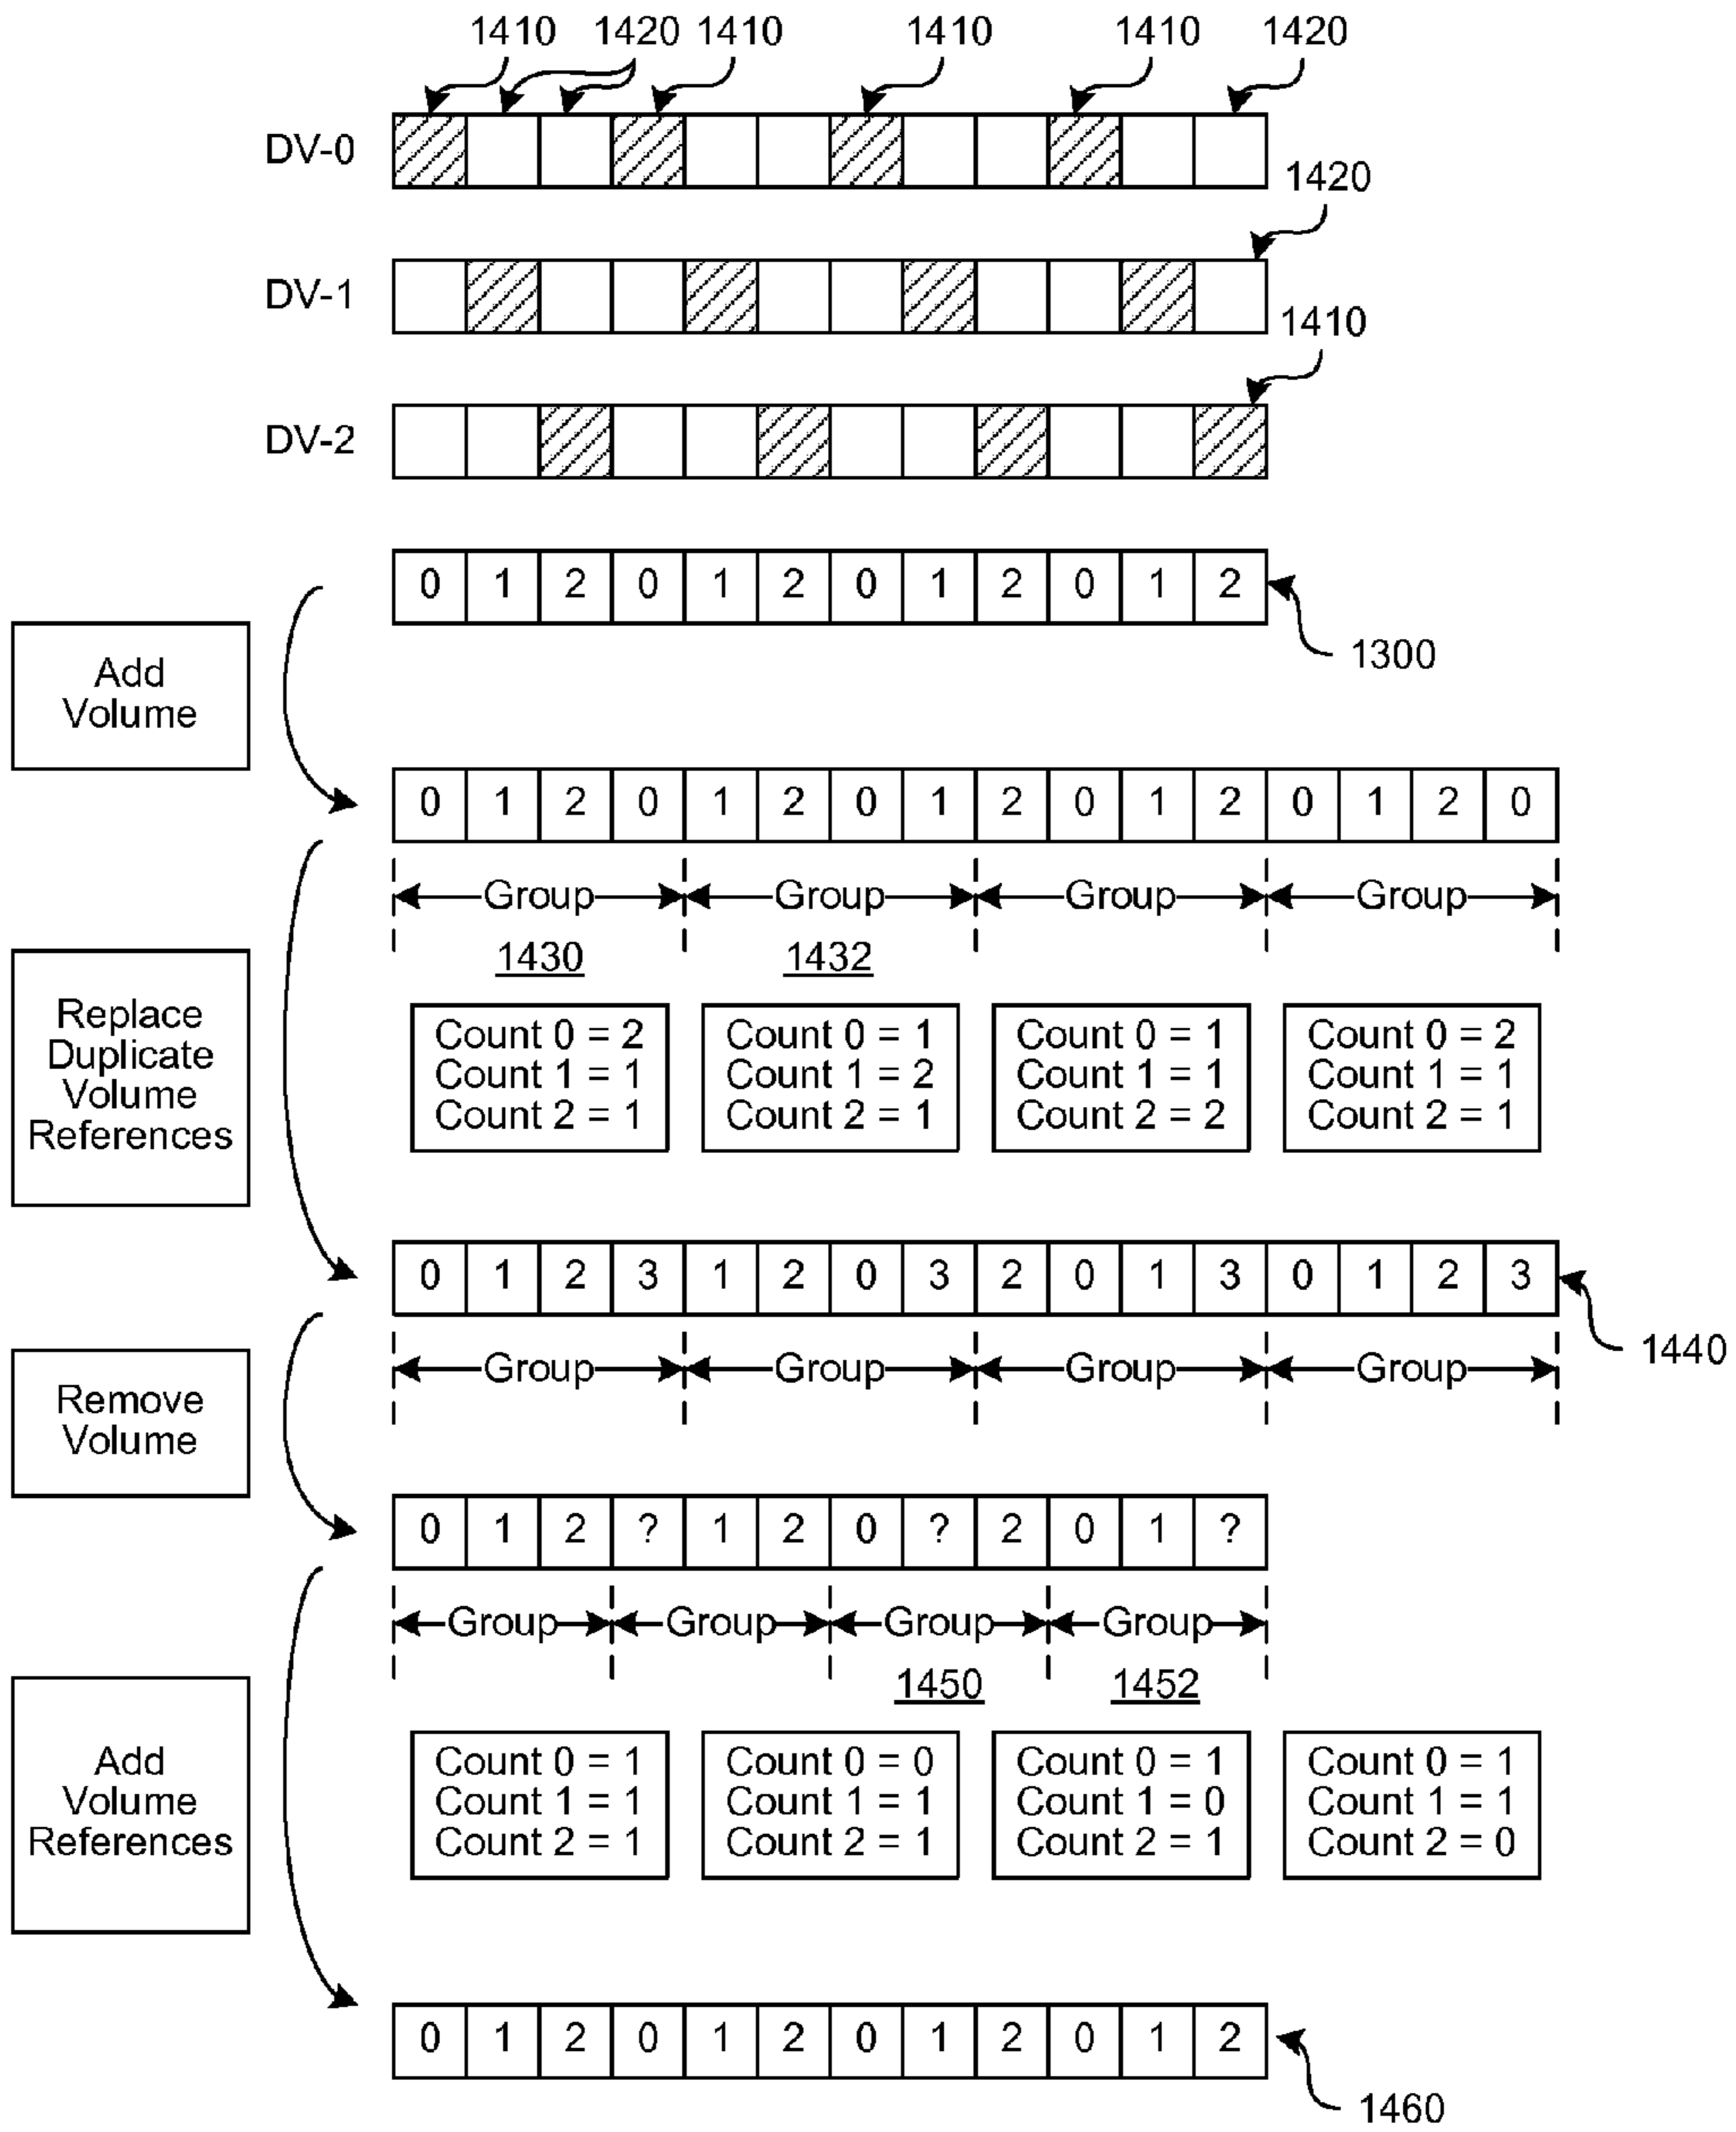 1410 1420 1410 1410 1410 1420
DV-0
1420
DV-1
1410
DV-2
0 1 2 0 1 2 0 1 2 0 1 2
1300
Add
Volume
0 1 2 0 1 2 0 1 2 0 1 2 0 1 2 0
Group Group Group Group
1430 1432
Replace
Duplicate
Volume
References
Count 0 = 2 Count 0 = 1 Count 0 = 1 Count 0 = 2
Count 1 = 1 Count 1 = 2 Count 1 = 1 Count 1 = 1
Count 2 = 1 Count 2 = 1 Count 2 = 2 Count 2 = 1
0 1 2 3 1 2 0 3 2 0 1 3 0 1 2 3
1440
Group Group Group Group
Remove
Volume
0 1 2 ? 1 2 0 ? 2 0 1 ?
Group Group Group Group
1450 1452
Add
Volume
References
Count 0 = 1 Count 0 = 0 Count 0 = 1 Count 0 = 1
Count 1 = 1 Count 1 = 1 Count 1 = 0 Count 1 = 1
Count 2 = 1 Count 2 = 1 Count 2 = 1 Count 2 = 0
0 1 2 0 1 2 0 1 2 0 1 2
1460